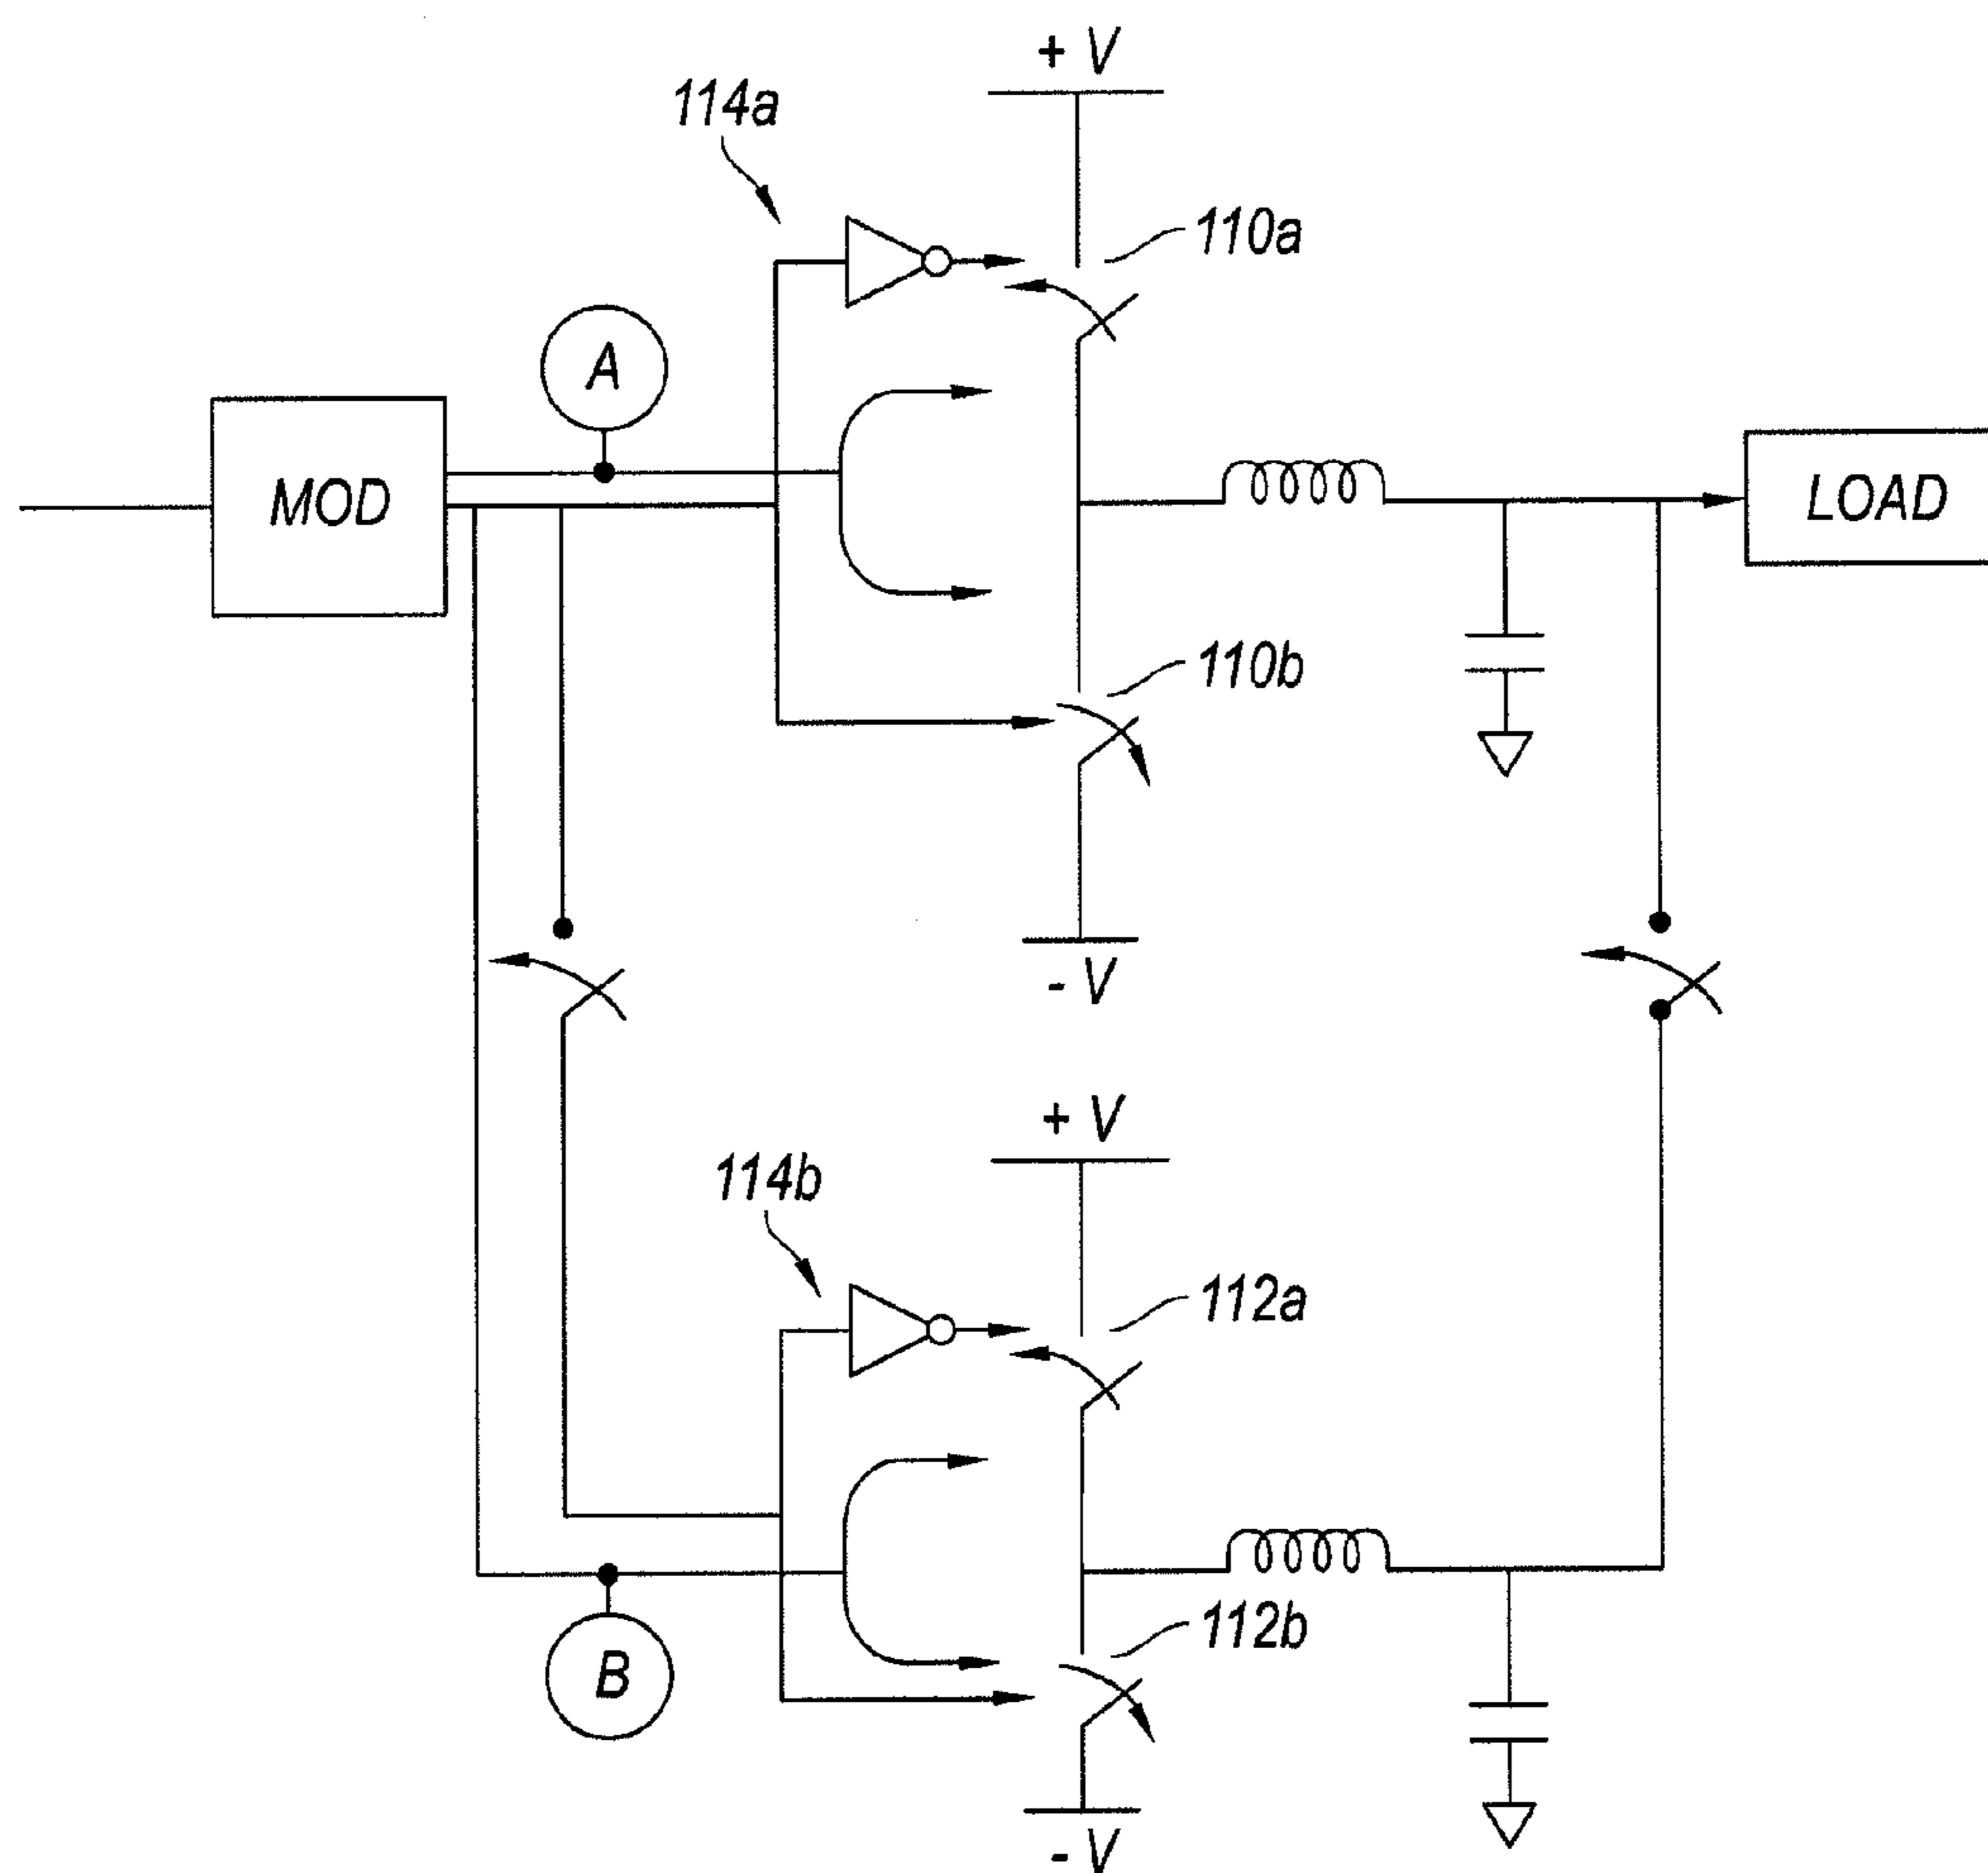 + V
114a
110a
A
MOD
LOAD
110b
- V
+ V
114b
112a
112b
B
- V